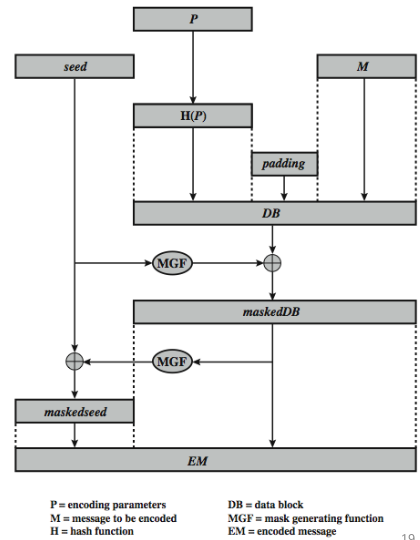 P
seed
M
H(P)
padding
DB
MGF
maskedDB
MGF
maskedseed
EM
P = encoding parameters
M = message to be encoded
H = hash function
DB = data block
MGF = mask generating function
EM = encoded message
19